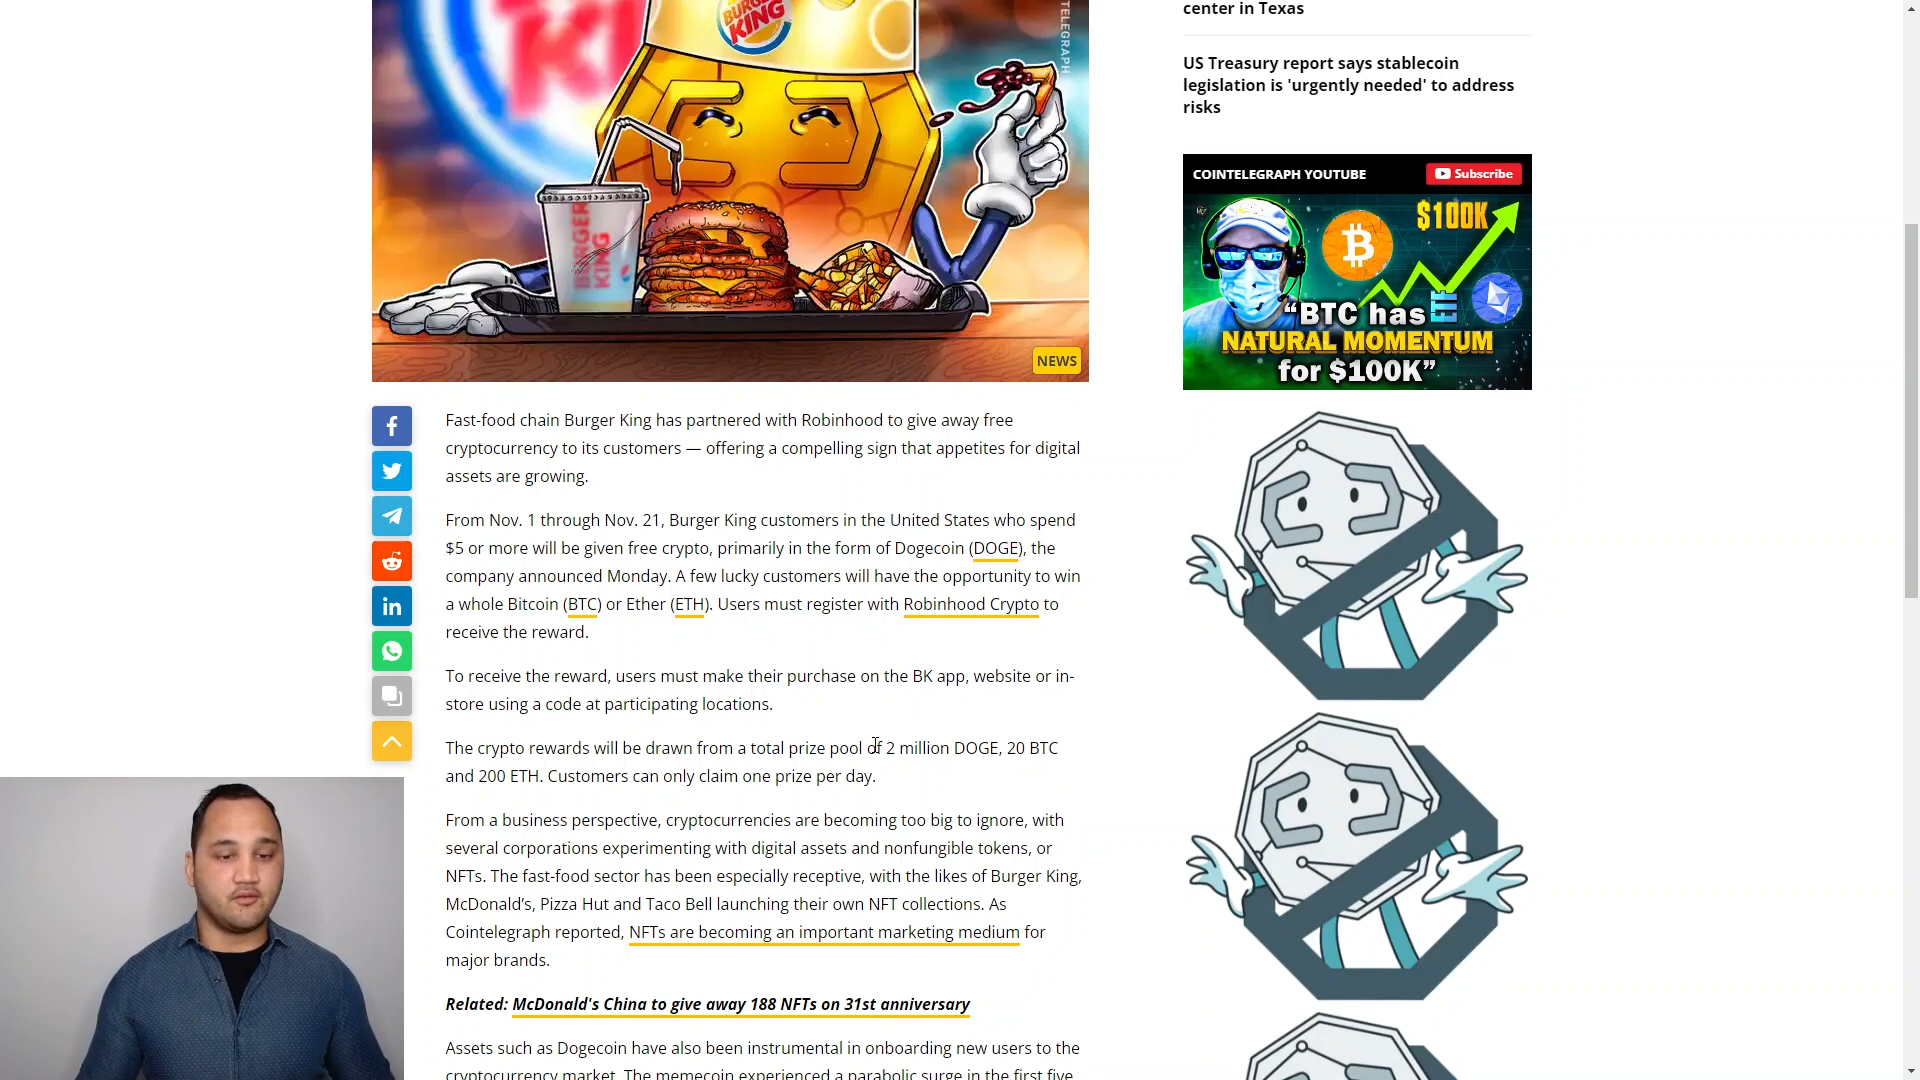 center in Texas
US Treasury report says stablecoin
legislation is 'urgently needed' to address
risks
BURGER
KING
TELEGRAPH
BURGER
KING
NEWS
COINTELEGRAPH YOUTUBE
Subscribe
$100K
"BTC has ETF
NATURAL MOMENTUM
for $100K"
Fast-food chain Burger King has partnered with Robinhood to give away free
cryptocurrency to its customers — offering a compelling sign that appetites for digital
assets are growing.
From Nov. 1 through Nov. 21, Burger King customers in the United States who spend
$5 or more will be given free crypto, primarily in the form of Dogecoin (DOGE), the
company announced Monday. A few lucky customers will have the opportunity to win
a whole Bitcoin (BTC) or Ether (ETH). Users must register with Robinhood Crypto to
receive the reward.
To receive the reward, users must make their purchase on the BK app, website or in-
store using a code at participating locations.
The crypto rewards will be drawn from a total prize pool of 2 million DOGE, 20 BTC
and 200 ETH. Customers can only claim one prize per day.
From a business perspective, cryptocurrencies are becoming too big to ignore, with
several corporations experimenting with digital assets and nonfungible tokens, or
NFTs. The fast-food sector has been especially receptive, with the likes of Burger King,
McDonald's, Pizza Hut and Taco Bell launching their own NFT collections. As
Cointelegraph reported, NFTs are becoming an important marketing medium for
major brands.
Related: McDonald's China to give away 188 NFTs on 31st anniversary
Assets such as Dogecoin have also been instrumental in onboarding new users to the
cryptocurrency market. The memecoin experienced a parabolic surge in the first five